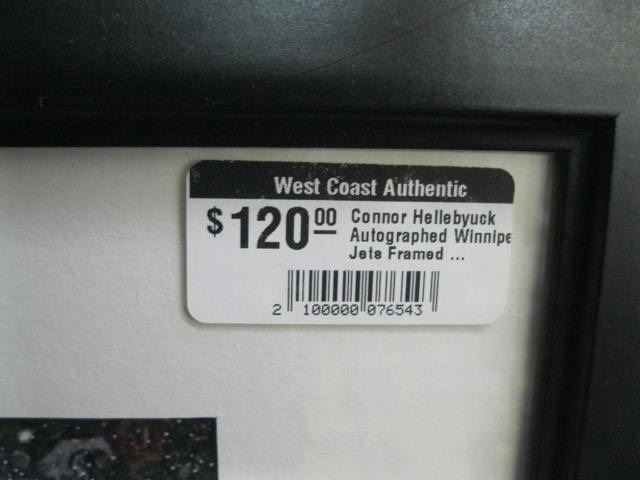 West Coast Authentic
$120.00 Connor Hellebyuck
Autographed Winnipe
Jets Framed ...
2 100000 076543